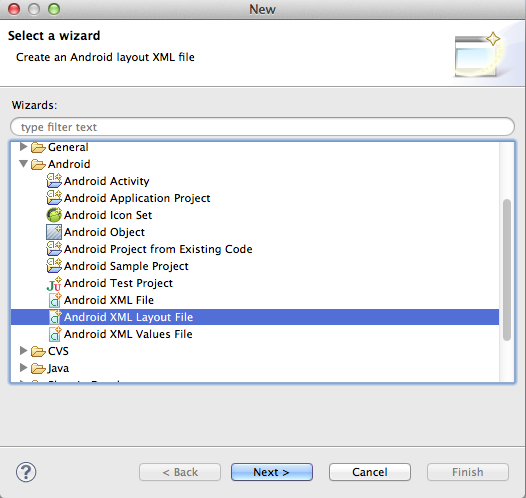 New
Select a wizard
Create an Android layout XML file
Wizards:
type filter text
General
Android
Android Activity
Android Application Project
Android Icon Set
Android Object
Android Project from Existing Code
Android Sample Project
Android Test Project
Android XML File
Android XML Layout File
Android XML Values File
CVS
Java
? < Back Next > Cancel Finish